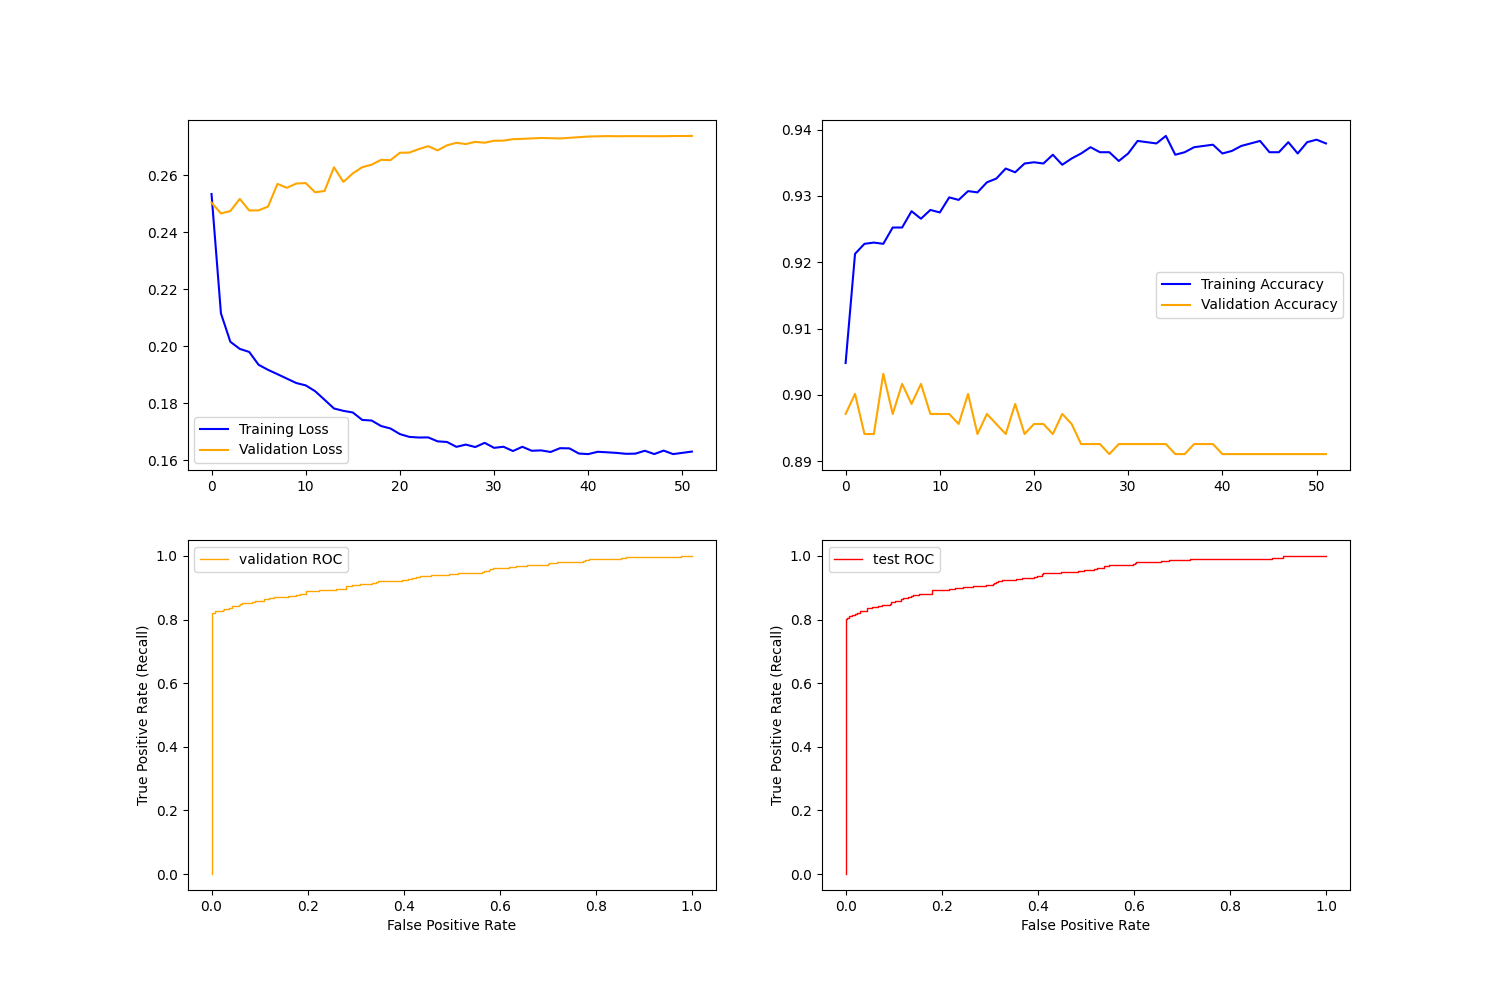 0.26
0.24
0.22
0.20
0.18
0.16
Training Loss
Validation Loss
0 10 20 30 40 50
0.94
0.93
0.92
0.91
0.90
0.89
Training Accuracy
Validation Accuracy
0 10 20 30 40 50
1.0
0.8
0.6
0.4
0.2
0.0
True Positive Rate (Recall)
validation ROC
0.0 0.2 0.4 0.6 0.8 1.0
False Positive Rate
1.0
0.8
0.6
0.4
0.2
0.0
True Positive Rate (Recall)
test ROC
0.0 0.2 0.4 0.6 0.8 1.0
False Positive Rate